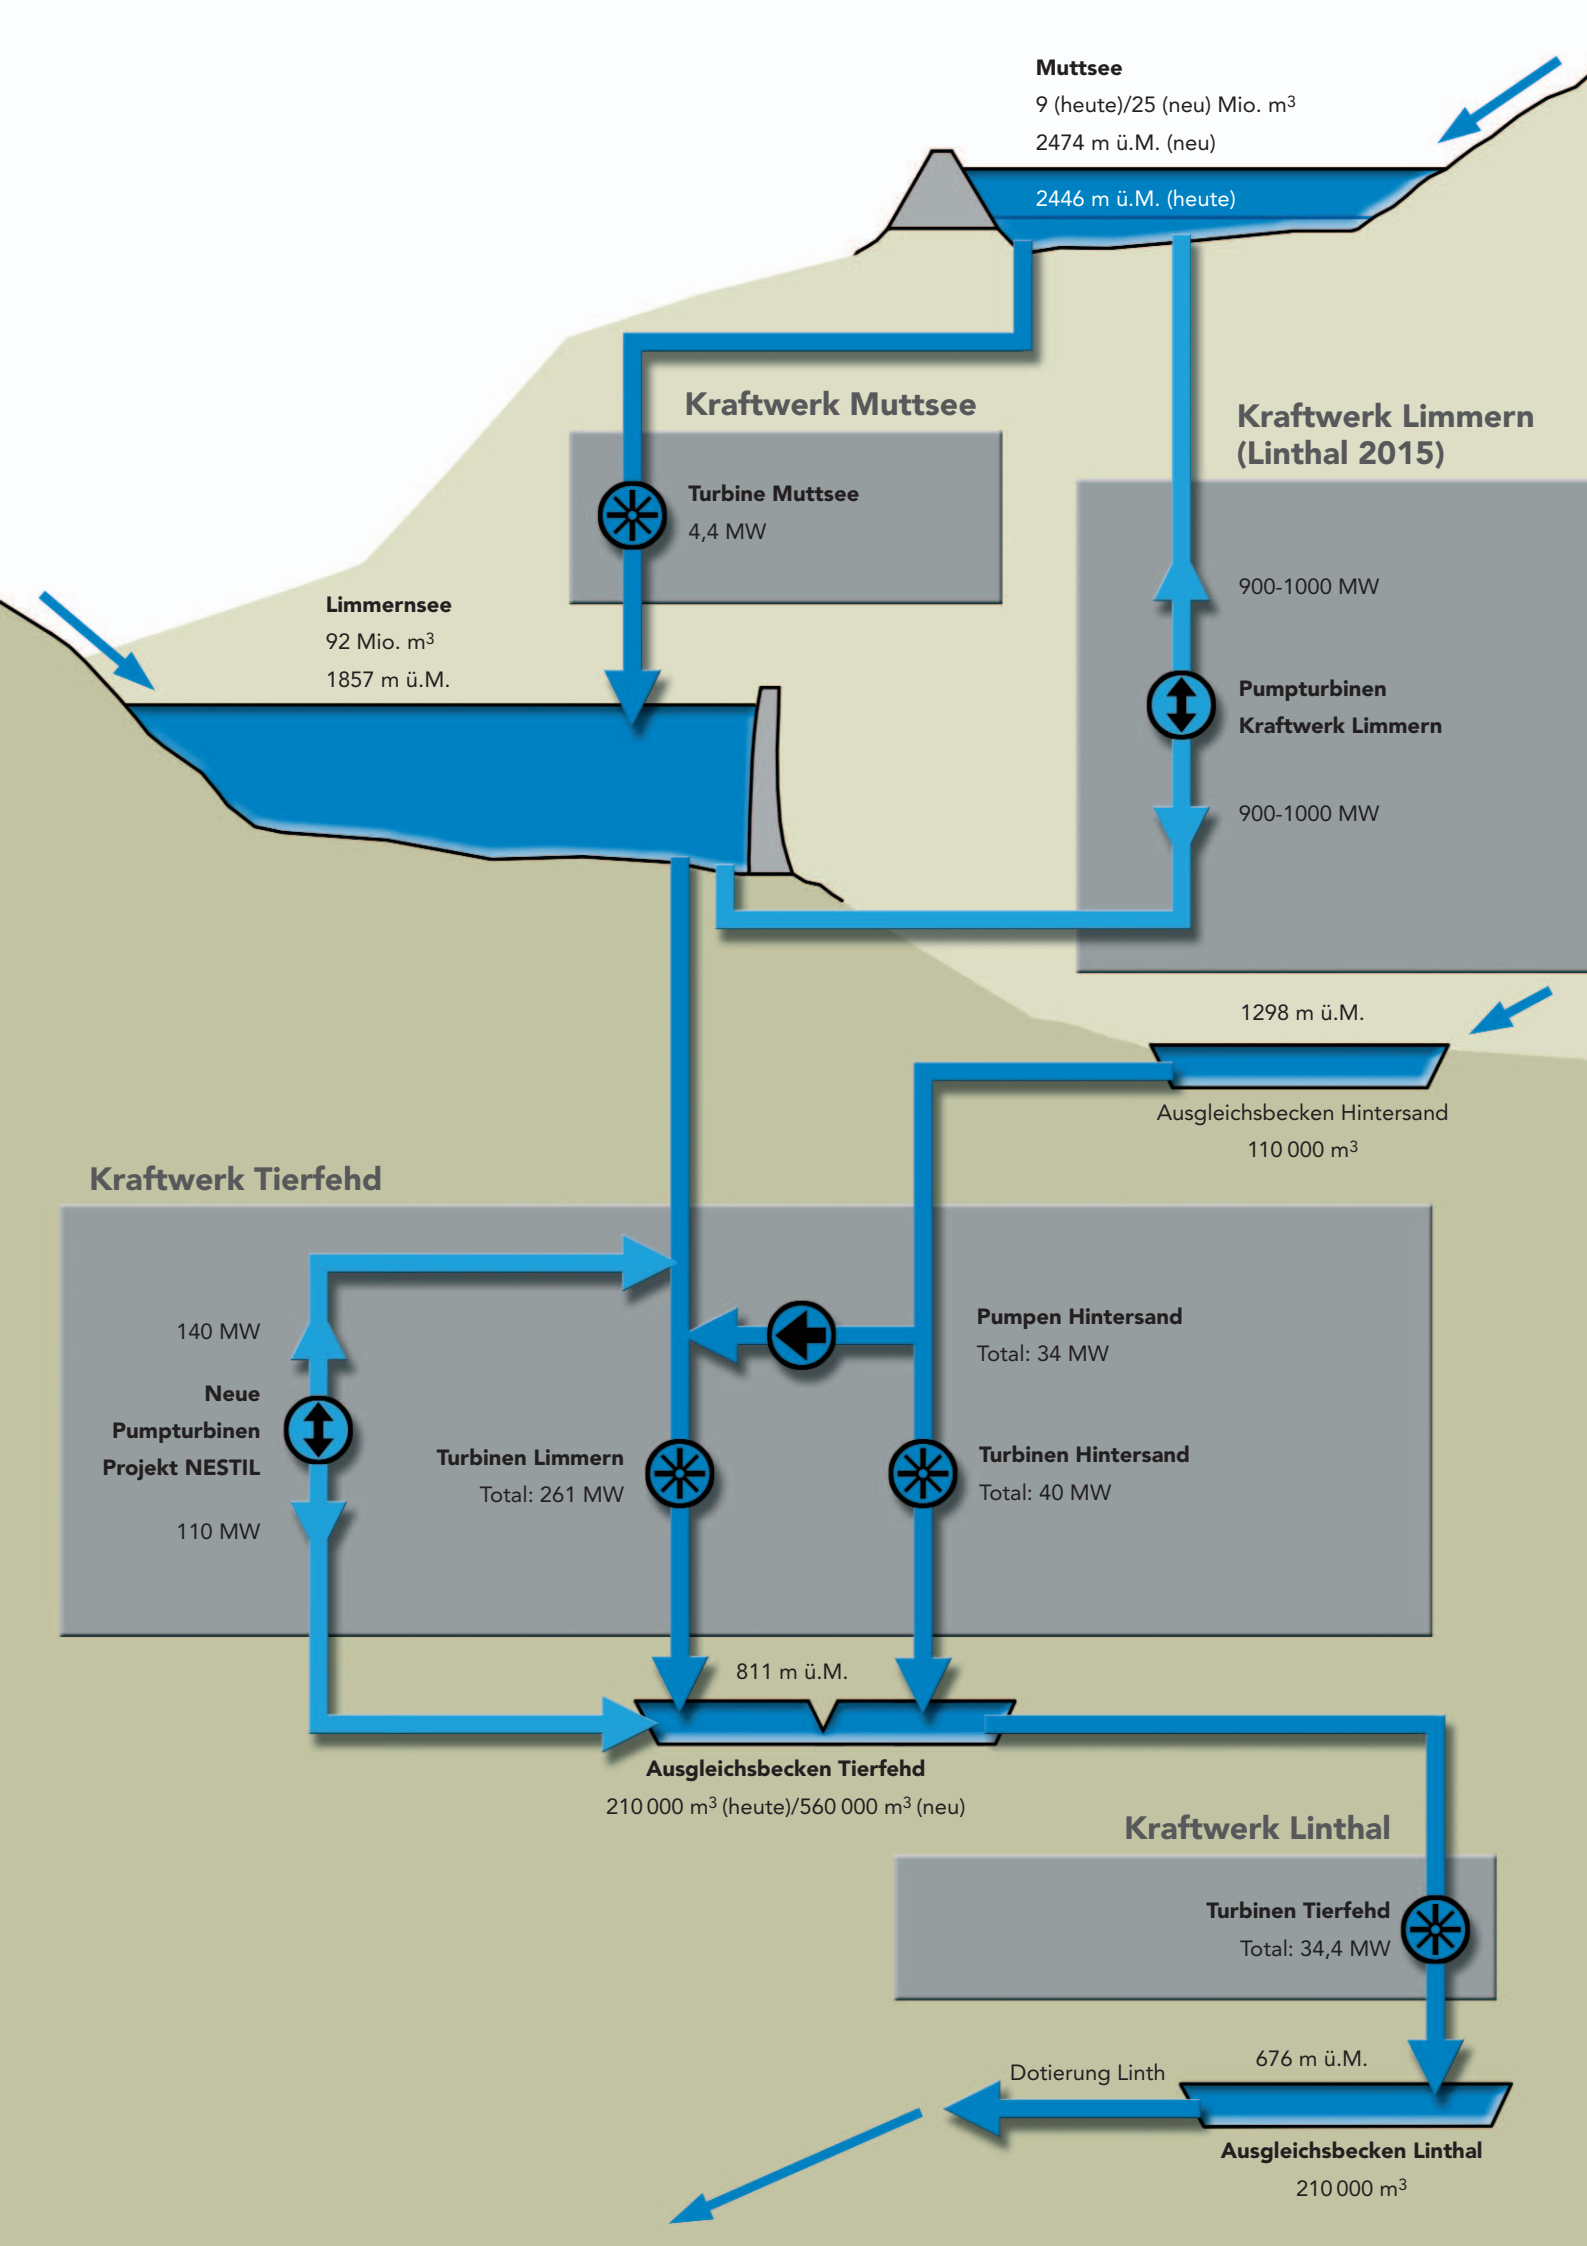 Muttsee
9 (heute)/25 (neu) Mio. m³
2474 m ü.M. (neu)
2446 m ü.M. (heute)
Kraftwerk Muttsee
Turbine Muttsee
4,4 MW
Kraftwerk Limmern
(Linthal 2015)
900-1000 MW
Pumpturbinen
Kraftwerk Limmern
900-1000 MW
Limmernsee
92 Mio. m³
1857 m ü.M.
1298 m ü.M.
Ausgleichsbecken Hintersand
110 000 m³
Kraftwerk Tierfehd
140 MW
Neue
Pumpturbinen
Projekt NESTIL
110 MW
Turbinen Limmern
Total: 261 MW
Pumpen Hintersand
Total: 34 MW
Turbinen Hintersand
Total: 40 MW
811 m ü.M.
Ausgleichsbecken Tierfehd
210 000 m³ (heute)/560 000 m³ (neu)
Kraftwerk Linthal
Turbinen Tierfehd
Total: 34,4 MW
Dotierung Linth
676 m ü.M.
Ausgleichsbecken Linthal
210 000 m³